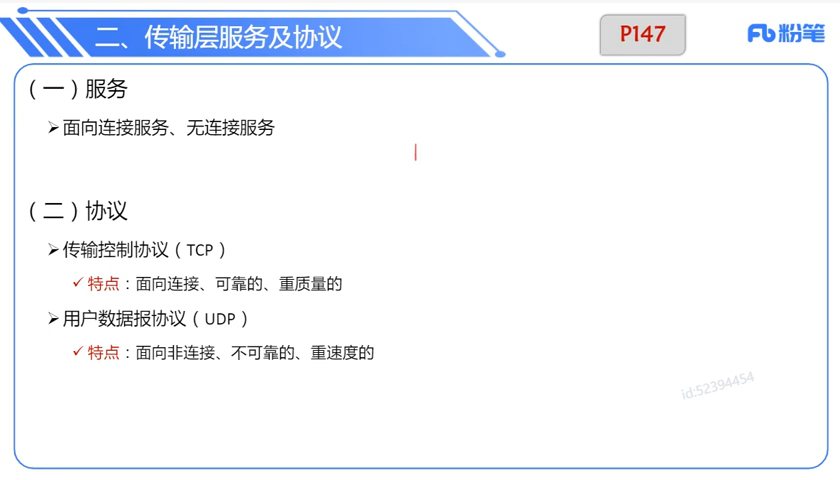 二、传输层服务及协议
P147
粉笔
（一）服务
➢面向连接服务、无连接服务
（二）协议
➢传输控制协议（TCP）
✓特点：面向连接、可靠的、重质量的
➢用户数据报协议（UDP）
✓特点：面向非连接、不可靠的、重速度的
id:52394454